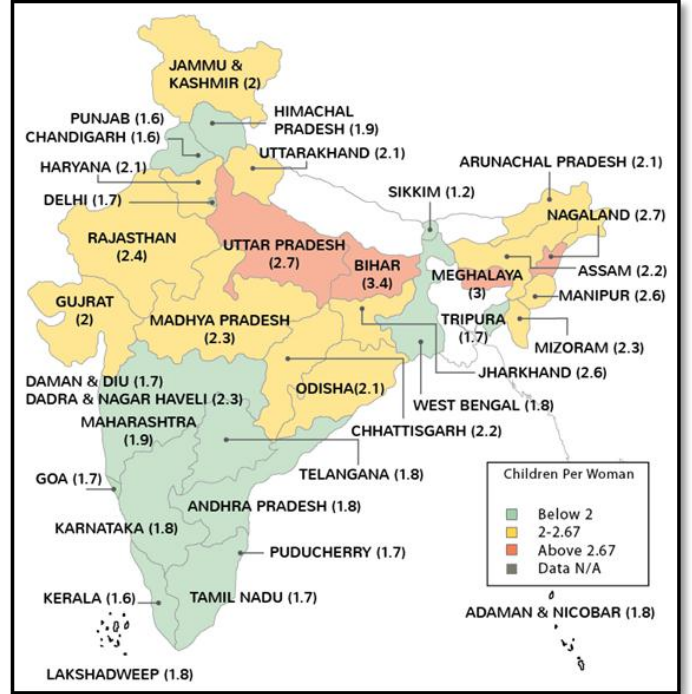 JAMMU &
KASHMIR (2)
PUNJAB (1.6)
HIMACHAL
PRADESH (1.9)
CHANDIGARH (1.6)
UTTARAKHAND (2.1)
HARYANA (2.1)
ARUNACHAL PRADESH (2.1)
DELHI (1.7)
SIKKIM (1.2)
NAGALAND (2.7)
RAJASTHAN
(2.4)
UTTAR PRADESH
(2.7)
BIHAR
(3.4)
MEGHALAYA
(3)
ASSAM (2.2)
GUJRAT
(2)
MANIPUR (2.6)
MADHYA PRADESH
(2.3)
TRIPURA
(1.7)
MIZORAM (2.3)
JHARKHAND (2.6)
DAMAN & DIU (1.7)
DADRA & NAGAR HAVELI (2.3)
ODISHA(2.1)
WEST BENGAL (1.8)
MAHARASHTRA
(1.9)
CHHATTISGARH (2.2)
TELANGANA (1.8)
GOA (1.7)
ANDHRA PRADESH (1.8)
KARNATAKA (1.8)
PUDUCHERRY (1.7)
KERALA (1.6)
TAMIL NADU (1.7)
LAKSHADWEEP (1.8)
Children Per Woman
Below 2
2-2.67
Above 2.67
Data N/A
ADAMAN & NICOBAR (1.8)